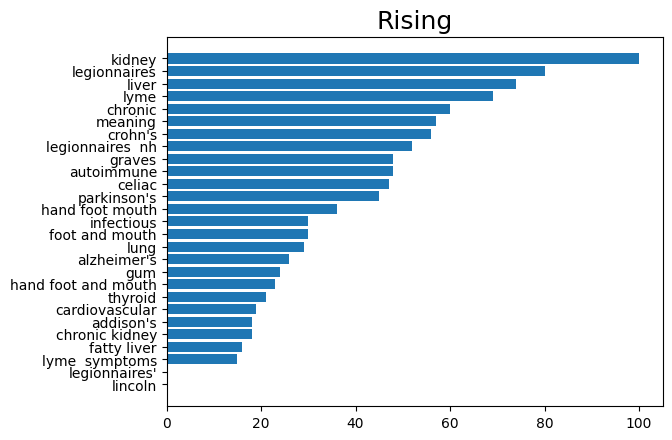 Rising
kidney
legionnaires
liver
lyme
chronic
meaning
crohn's
legionnaires  nh
graves
autoimmune
celiac
parkinson's
hand foot mouth
infectious
foot and mouth
lung
alzheimer's
gum
hand foot and mouth
thyroid
cardiovascular
addison's
chronic kidney
fatty liver
lyme  symptoms
legionnaires'
lincoln
0 20 40 60 80 100